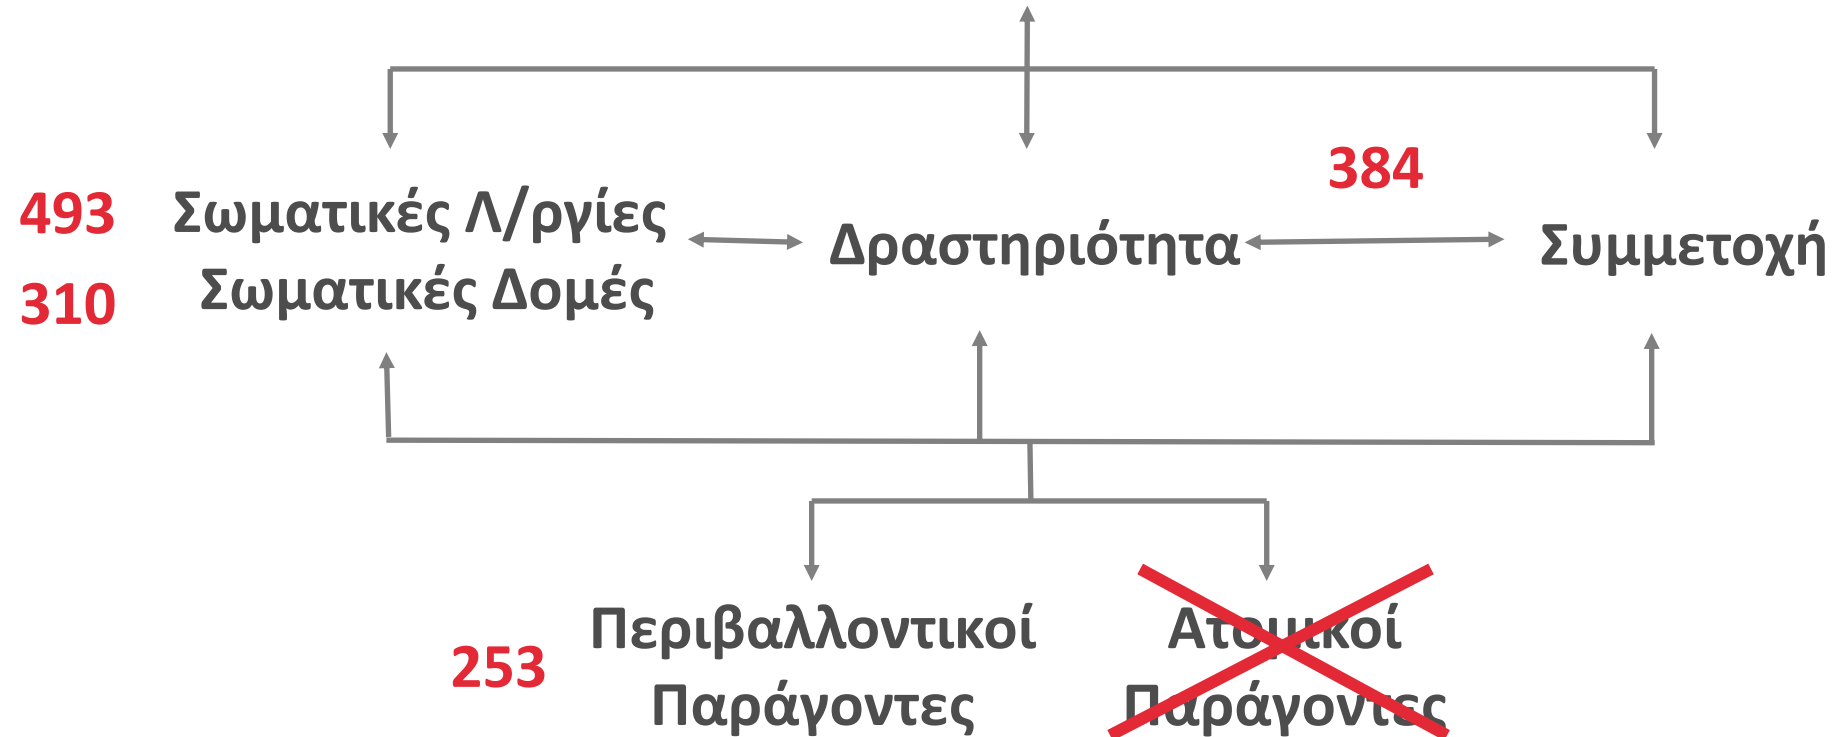 384
493 Σωματικές Λ/ργίες
Δραστηριότητα
Συμμετοχή
310 Σωματικές Δομές
253
Περιβαλλοντικοί
Παράγοντες
Ατομικοί
Παράγοντες